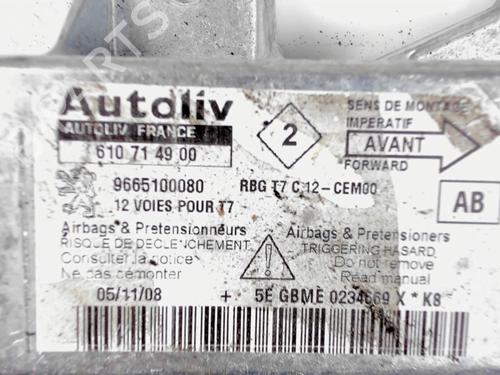 Autoliv
AUTOLIV FRANCE
610 71 49 00
2
SENS DE MONTAGE
IMPERATIF
AVANT
FORWARD
9665100080
RBG T7 C 12-CEM00
12 VOIES POUR T7
AB
Airbags & Pretensionneurs
RISQUE DE DECLENCHEMENT
Consulter la notice
Ne pas démonter
Airbags & Pretensioners
TRIGGERING HASARD
Do not remove
Read manual
05/11/08 + 5E GBME 0234669 X * K8